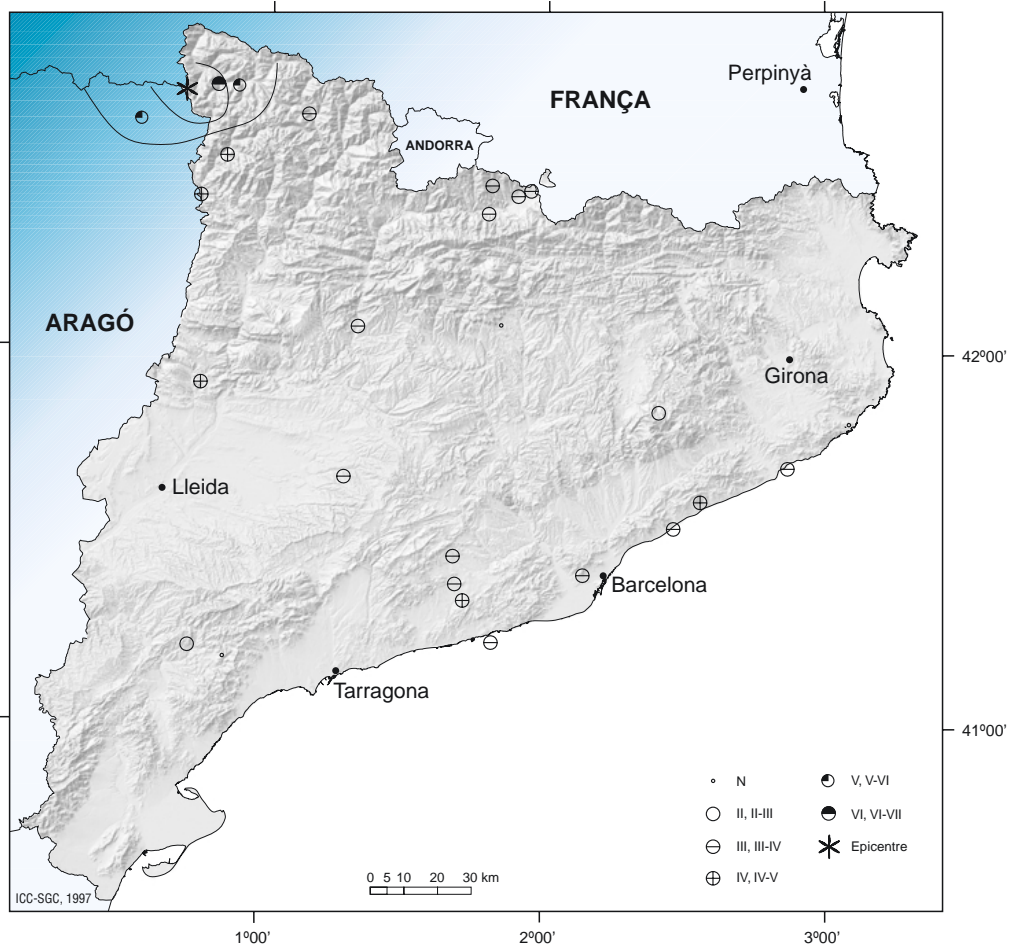 Perpinyà
FRANÇA
ANDORRA
ARAGÓ
42º00'
Girona
Lleida
Barcelona
Tarragona
41º00'
N
V, V-VI
II, II-III
VI, VI-VII
III, III-IV
Epicentre
IV, IV-V
0 5 10 20 30 km
ICC-SGC, 1997
1º00'
2º00'
3º00'